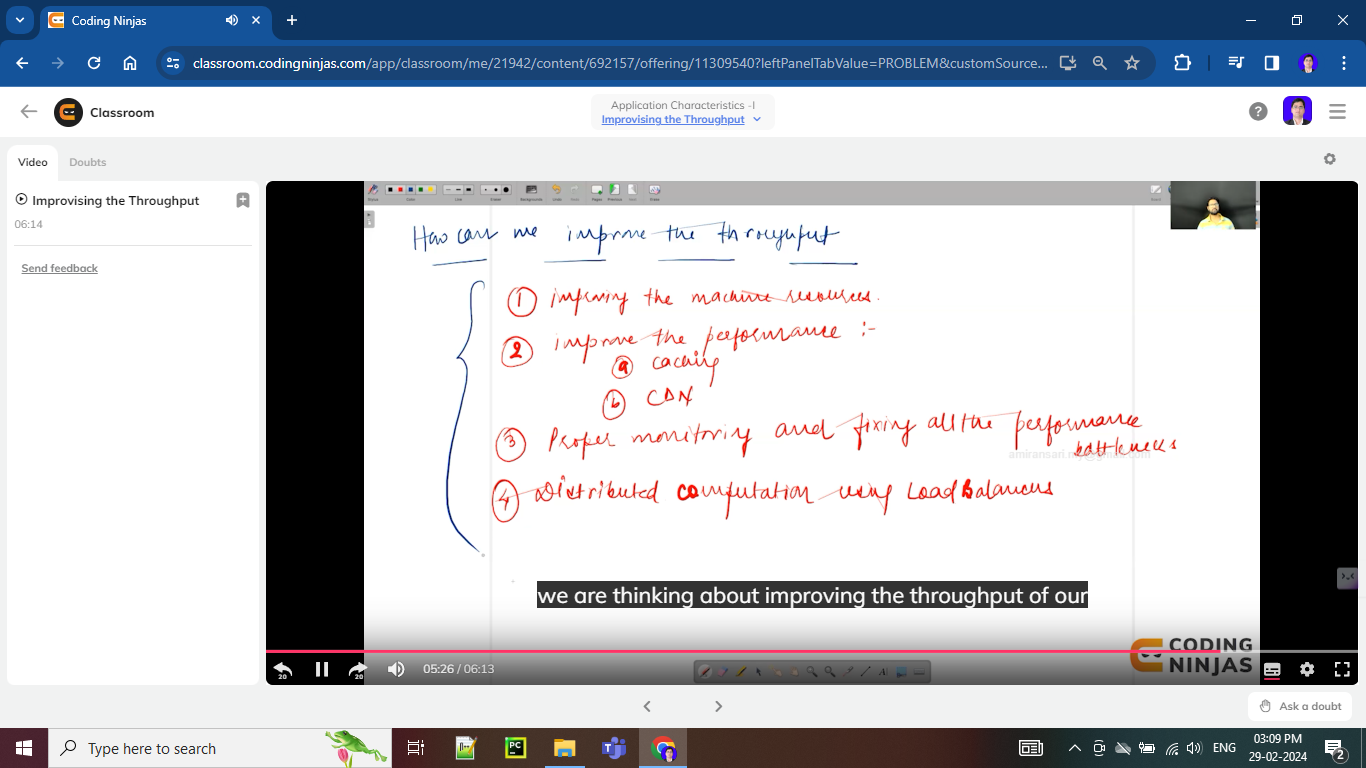 Coding Ninjas
classroom.codingninjas.com/app/classroom/me/21942/content/692157/offering/11309540?leftPanelTabValue=PROBLEM&customSource...
Classroom
Application Characteristics -I
Improvising the Throughput
Video
Doubts
Improvising the Throughput
06:14
Send feedback
How can we improve the throughput
1 improving the machine resources.
2 improve the performance :-
a caching
b CDN
3 Proper monitoring and fixing all the performance
bottlenecks
4 Distributed computation using Load Balancers
we are thinking about improving the throughput of our
CODING
NINJAS
20
20
05:26 / 06:13
Ask a doubt
Type here to search
ENG
03:09 PM
29-02-2024
2